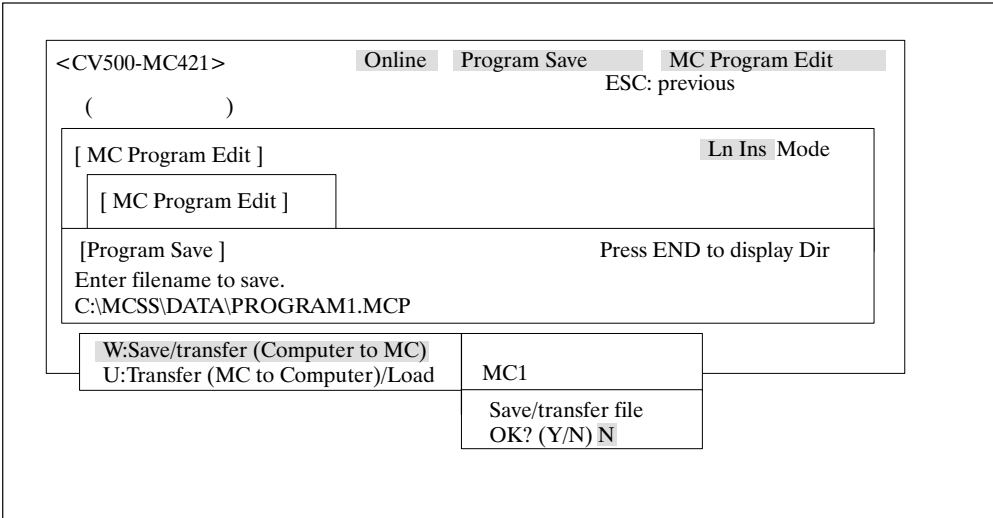 <CV500-MC421> Online Program Save MC Program Edit
ESC: previous
( )
[ MC Program Edit ] Ln Ins Mode
[ MC Program Edit ]
[Program Save ] Press END to display Dir
Enter filename to save.
C:\MCSS\DATA\PROGRAM1.MCP
W:Save/transfer (Computer to MC)
U:Transfer (MC to Computer)/Load
MC1
Save/transfer file
OK? (Y/N) N